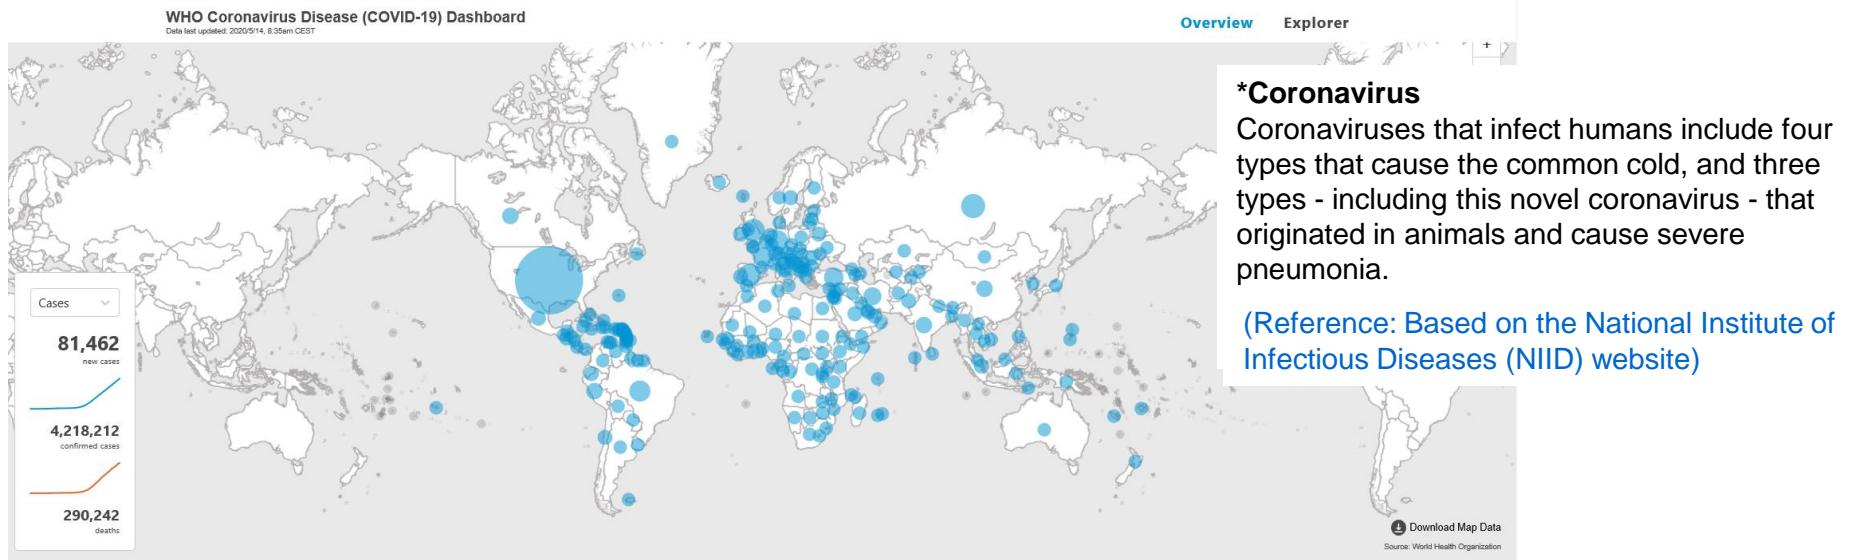 WHO Coronavirus Disease (COVID-19) Dashboard
Data last updated: 2020/5/14, 8:35am CEST
Overview
Explorer
+
*Coronavirus
Coronaviruses that infect humans include four
types that cause the common cold, and three
types - including this novel coronavirus - that
originated in animals and cause severe
pneumonia.
(Reference: Based on the National Institute of
Infectious Diseases (NIID) website)
Cases
81,462
new cases
4,218,212
confirmed cases
290,242
deaths
Download Map Data
Source: World Health Organization